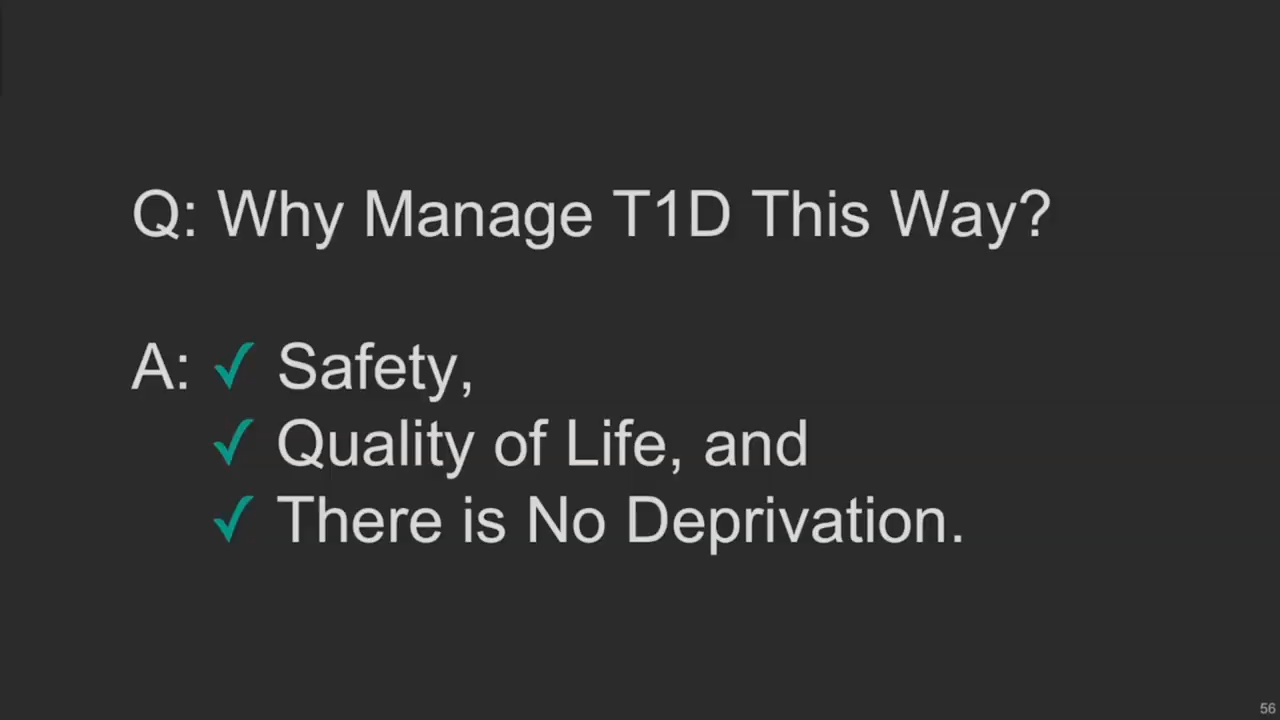 Q: Why Manage T1D This Way?
A: ✓ Safety,
✓ Quality of Life, and
✓ There is No Deprivation.
56